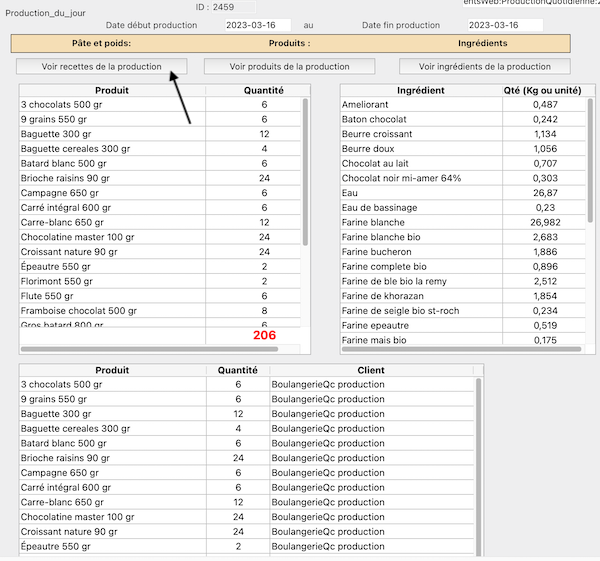 entsWeb:ProductionQuotidienne:2
Production_du_jour
ID : 2459
Date début production 2023-03-16 au Date fin production 2023-03-16
Pâte et poids: Produits : Ingrédients
Voir recettes de la production Voir produits de la production Voir ingrédients de la production
Produit Quantité
3 chocolats 500 gr 6
9 grains 550 gr 6
Baguette 300 gr 12
Baguette cereales 300 gr 4
Batard blanc 500 gr 6
Brioche raisins 90 gr 24
Campagne 650 gr 6
Carré intégral 600 gr 6
Carre-blanc 650 gr 12
Chocolatine master 100 gr 24
Croissant nature 90 gr 24
Épeautre 550 gr 2
Florimont 550 gr 2
Flute 550 gr 6
Framboise chocolat 500 gr 8
Gros batard 800 gr 6
206
Ingrédient Qté (Kg ou unité)
Ameliorant 0,487
Baton chocolat 0,242
Beurre croissant 1,134
Beurre doux 1,056
Chocolat au lait 0,707
Chocolat noir mi-amer 64% 0,303
Eau 26,87
Eau de bassinage 0,23
Farine blanche 26,982
Farine blanche bio 2,683
Farine bucheron 1,886
Farine complete bio 0,896
Farine de ble bio la remy 2,512
Farine de khorazan 1,854
Farine de seigle bio st-roch 0,234
Farine epeautre 0,519
Farine mais bio 0,175
Produit Quantité Client
3 chocolats 500 gr 6 BoulangerieQc production
9 grains 550 gr 6 BoulangerieQc production
Baguette 300 gr 12 BoulangerieQc production
Baguette cereales 300 gr 4 BoulangerieQc production
Batard blanc 500 gr 6 BoulangerieQc production
Brioche raisins 90 gr 24 BoulangerieQc production
Campagne 650 gr 6 BoulangerieQc production
Carré intégral 600 gr 6 BoulangerieQc production
Carre-blanc 650 gr 12 BoulangerieQc production
Chocolatine master 100 gr 24 BoulangerieQc production
Croissant nature 90 gr 24 BoulangerieQc production
Épeautre 550 gr 2 BoulangerieQc production